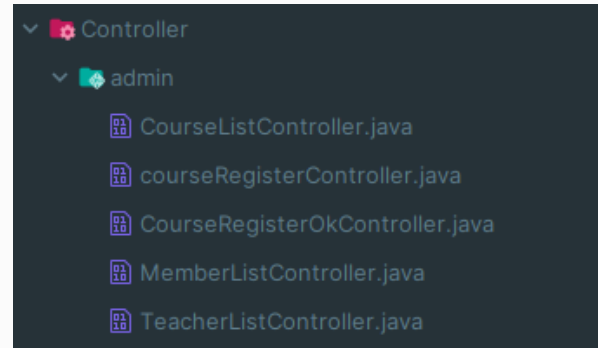 Controller
admin
CourseListController.java
courseRegisterController.java
CourseRegisterOkController.java
MemberListController.java
TeacherListController.java